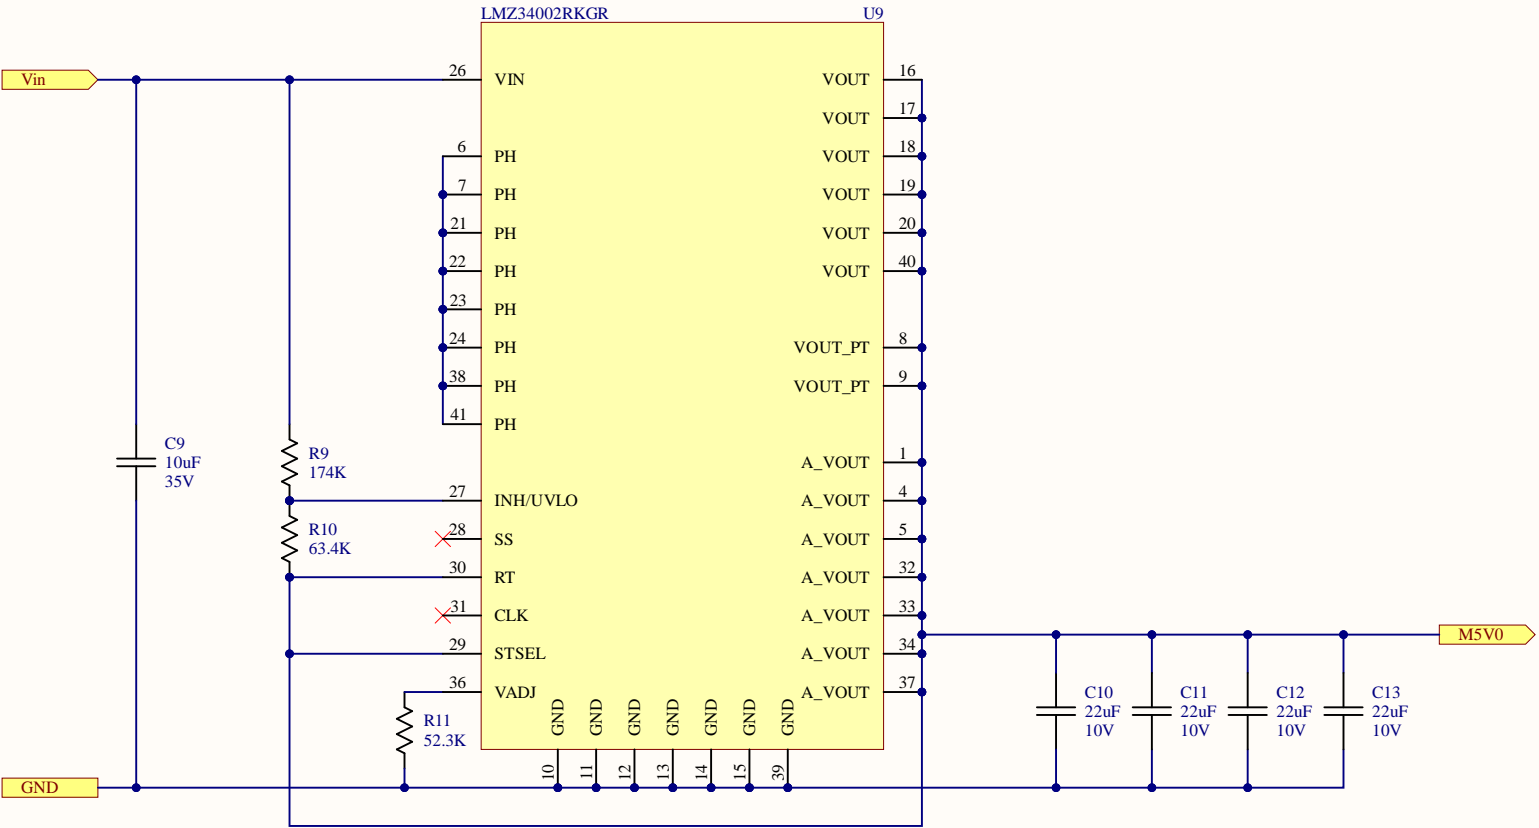 LMZ34002RKGR
U9
Vin
26
VIN
VOUT
16
VOUT
17
6
PH
VOUT
18
7
PH
VOUT
19
21
PH
VOUT
20
22
PH
VOUT
40
23
PH
24
PH
VOUT_PT
8
38
PH
VOUT_PT
9
41
PH
C9
10uF
35V
R9
174K
A_VOUT
1
27
INH/UVLO
A_VOUT
4
R10
63.4K
28
SS
A_VOUT
5
30
RT
A_VOUT
32
31
CLK
A_VOUT
33
M5V0
29
STSEL
A_VOUT
34
36
VADJ
A_VOUT
37
R11
52.3K
GND
GND
GND
GND
GND
GND
GND
10
11
12
13
14
15
39
C10
22uF
10V
C11
22uF
10V
C12
22uF
10V
C13
22uF
10V
GND